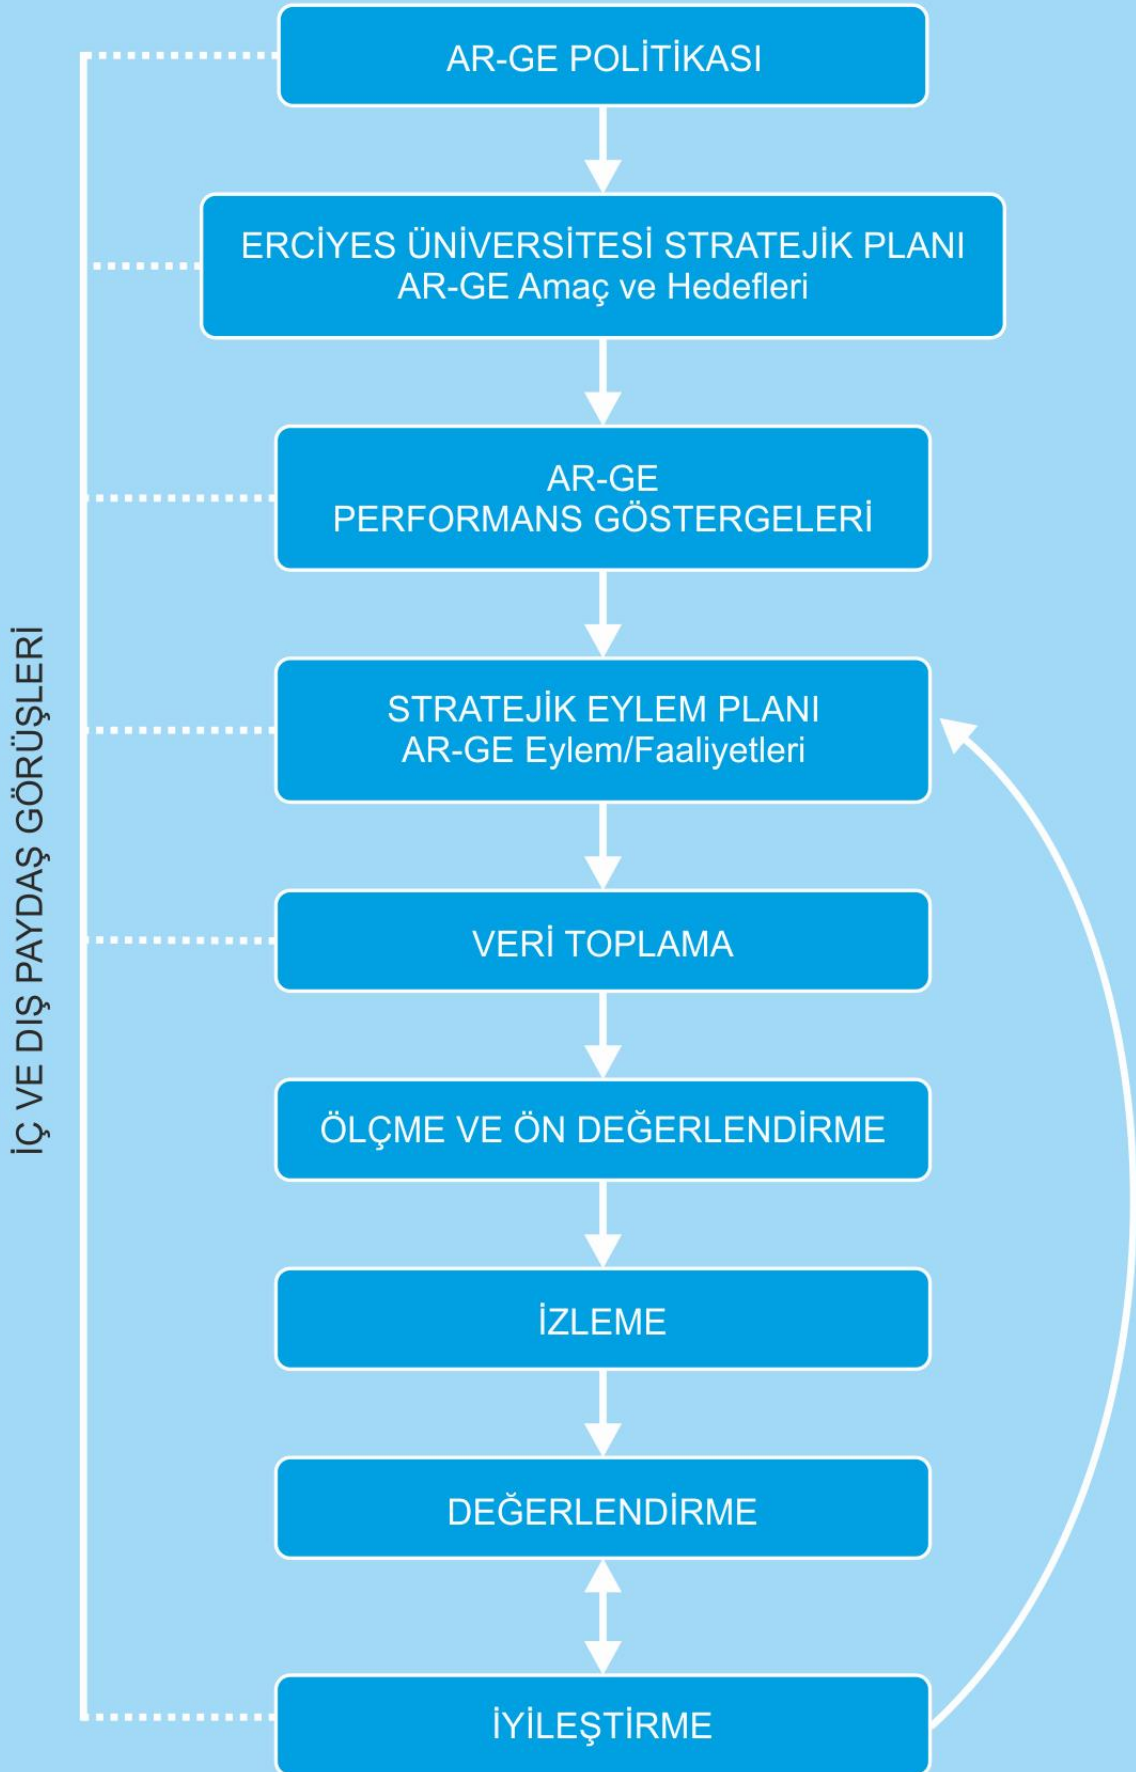 AR-GE POLİTİKASI
ERCİYES ÜNİVERSİTESİ STRATEJİK PLANI
AR-GE Amaç ve Hedefleri
AR-GE
PERFORMANS GÖSTERGELERİ
STRATEJİK EYLEM PLANI
AR-GE Eylem/Faaliyetleri
VERİ TOPLAMA
ÖLÇME VE ÖN DEĞERLENDİRME
İZLEME
DEĞERLENDİRME
İYİLEŞTİRME
İÇ VE DIŞ PAYDAŞ GÖRÜŞLERİ